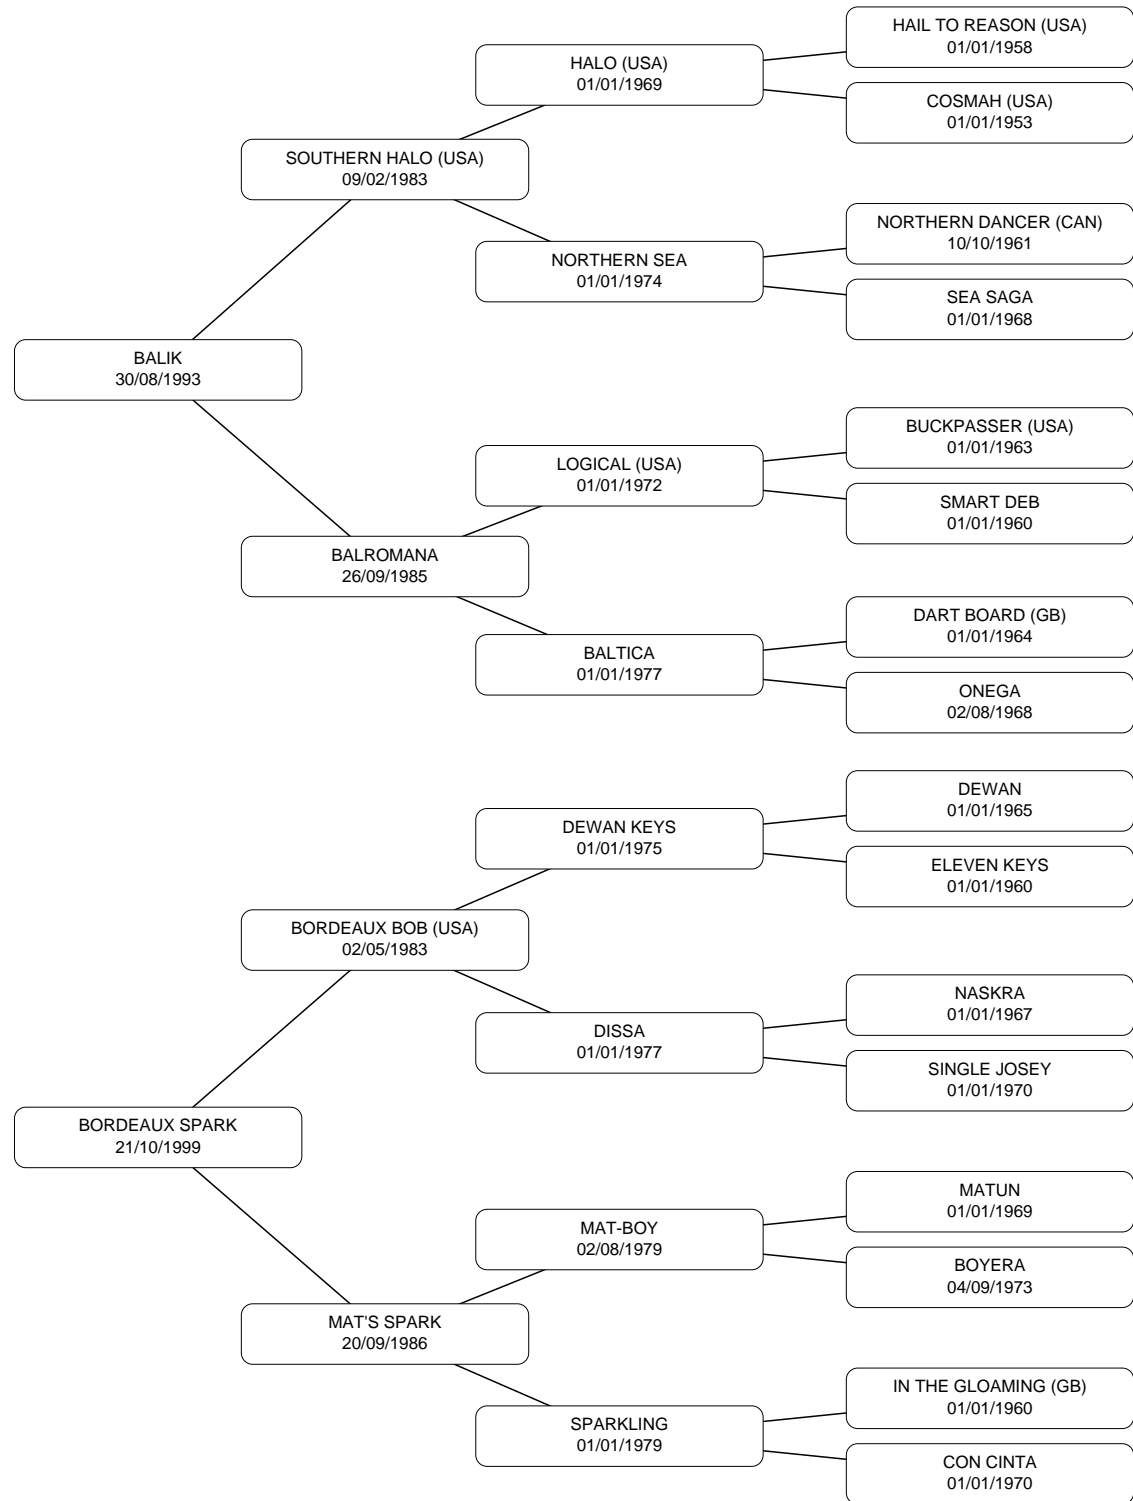 HAIL TO REASON (USA)
01/01/1958
HALO (USA)
01/01/1969
COSMAH (USA)
01/01/1953
SOUTHERN HALO (USA)
09/02/1983
NORTHERN DANCER (CAN)
10/10/1961
NORTHERN SEA
01/01/1974
SEA SAGA
01/01/1968
BALIK
30/08/1993
BUCKPASSER (USA)
01/01/1963
LOGICAL (USA)
01/01/1972
SMART DEB
01/01/1960
BALROMANA
26/09/1985
DART BOARD (GB)
01/01/1964
BALTICA
01/01/1977
ONEGA
02/08/1968
DEWAN
01/01/1965
DEWAN KEYS
01/01/1975
ELEVEN KEYS
01/01/1960
BORDEAUX BOB (USA)
02/05/1983
NASKRA
01/01/1967
DISSA
01/01/1977
SINGLE JOSEY
01/01/1970
BORDEAUX SPARK
21/10/1999
MATUN
01/01/1969
MAT-BOY
02/08/1979
BOYERA
04/09/1973
MAT'S SPARK
20/09/1986
IN THE GLOAMING (GB)
01/01/1960
SPARKLING
01/01/1979
CON CINTA
01/01/1970